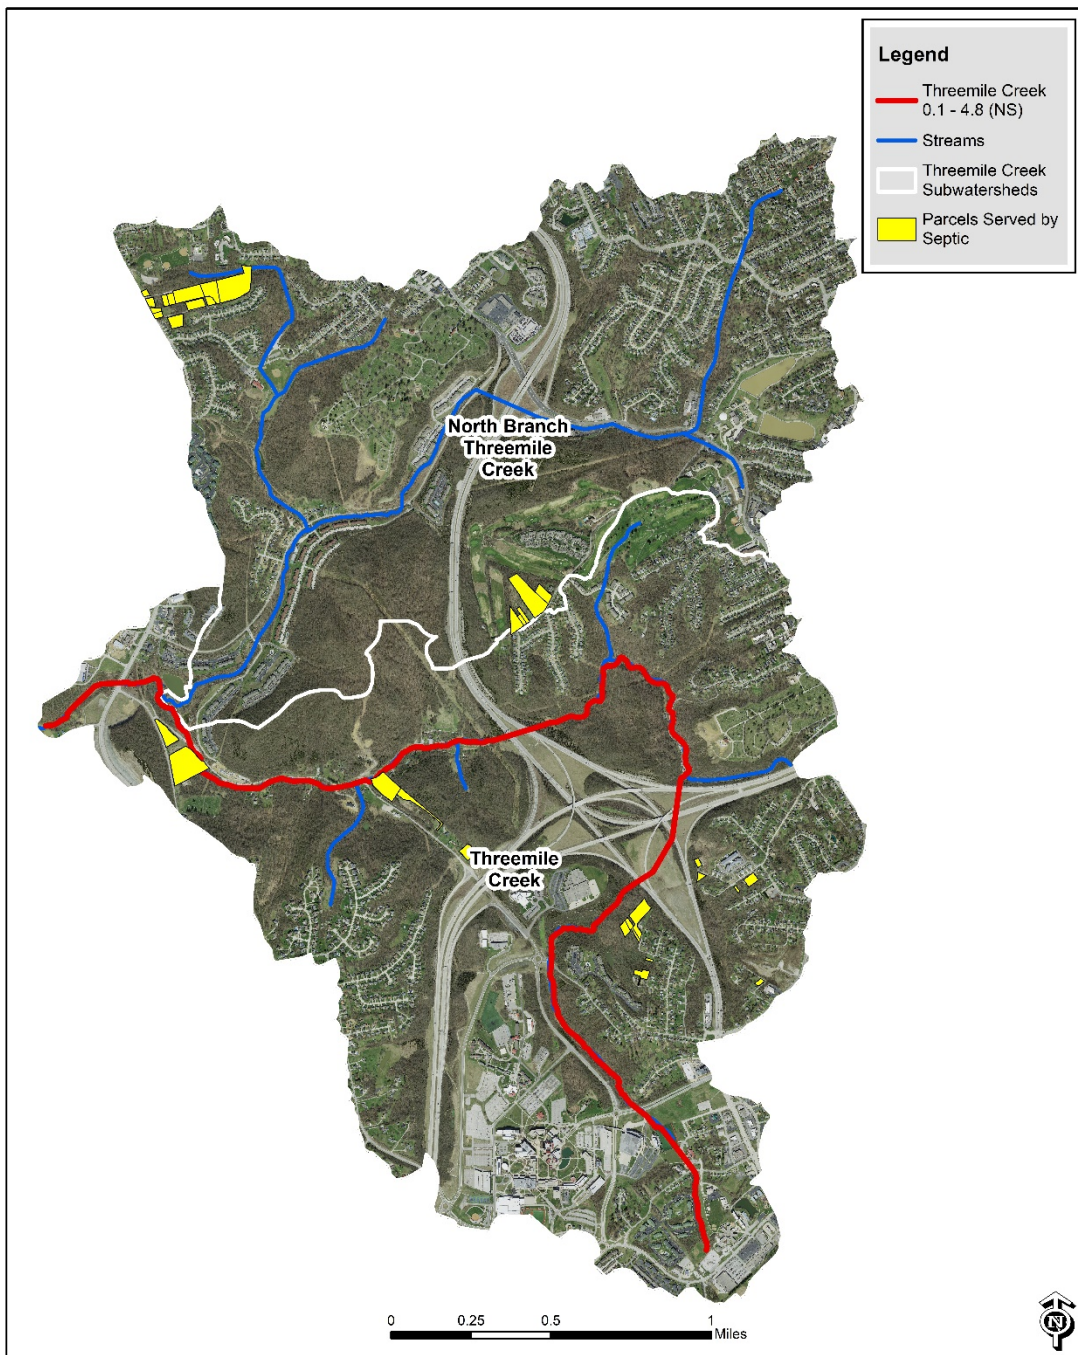 Legend
Threemile Creek
0.1 - 4.8 (NS)
Streams
Threemile Creek
Subwatersheds
Parcels Served by
Septic
North Branch
Threemile
Creek
Threemile
Creek
0
0.25
0.5
1
Miles
N